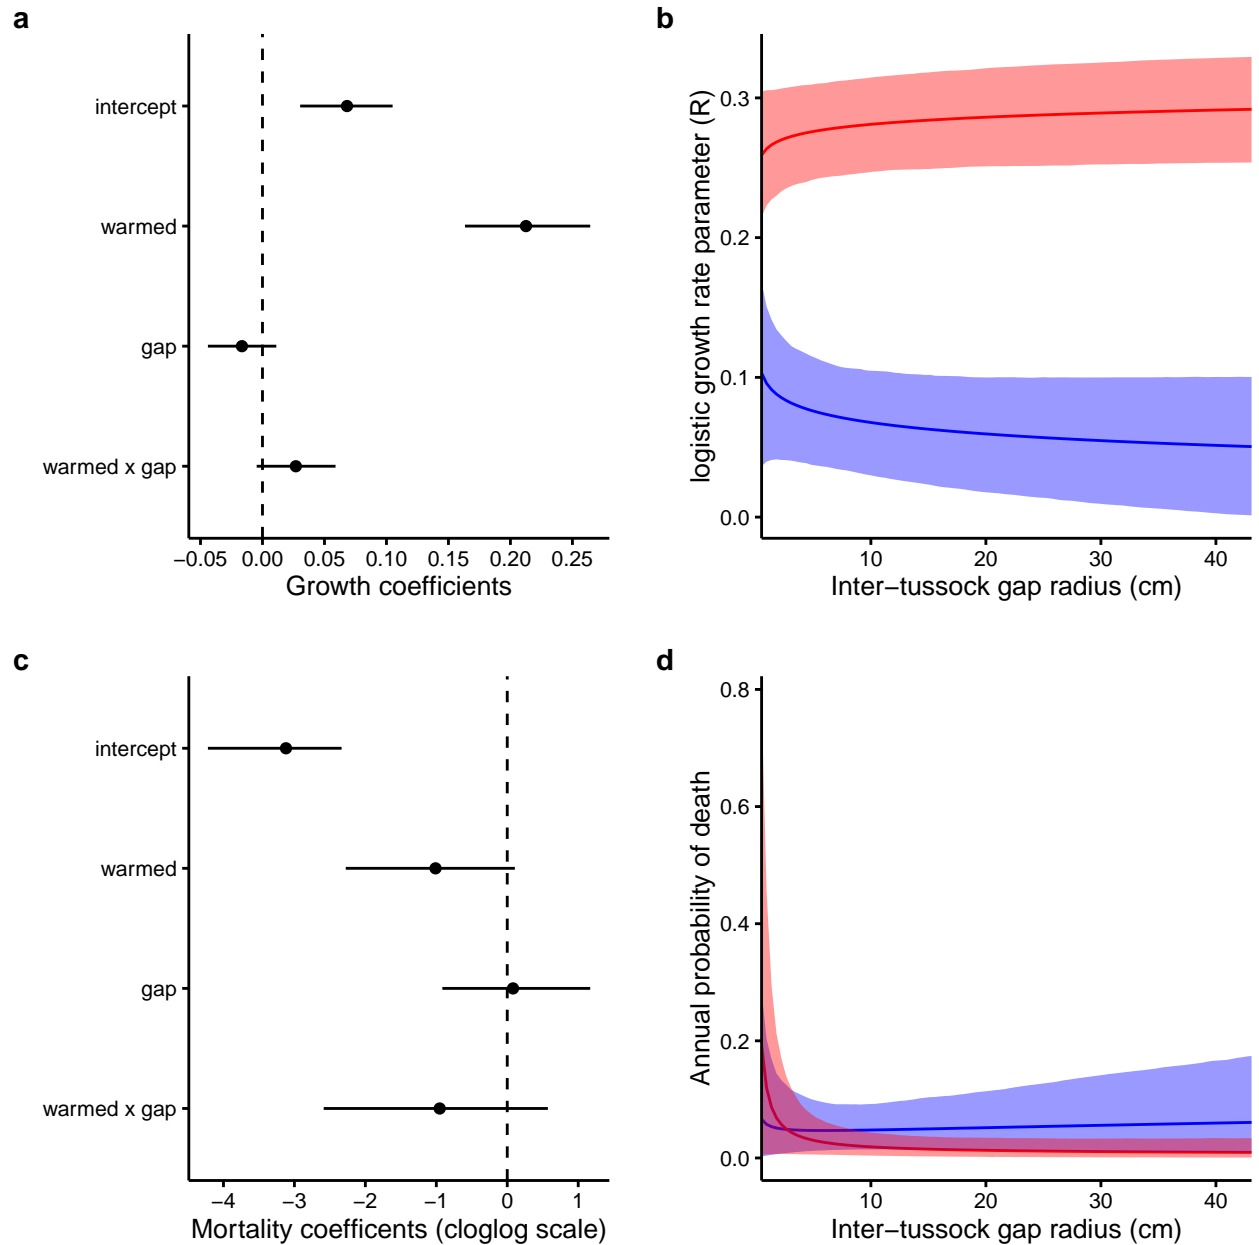 a
intercept
warmed
gap
warmed x gap
−0.05 0.00 0.05 0.10 0.15 0.20 0.25
Growth coefficients
b
logistic growth rate parameter (R)
0.3
0.2
0.1
0.0
10 20 30 40
Inter−tussock gap radius (cm)
c
intercept
warmed
gap
warmed x gap
−4 −3 −2 −1 0 1
Mortality coefficents (cloglog scale)
d
Annual probability of death
0.8
0.6
0.4
0.2
0.0
10 20 30 40
Inter−tussock gap radius (cm)